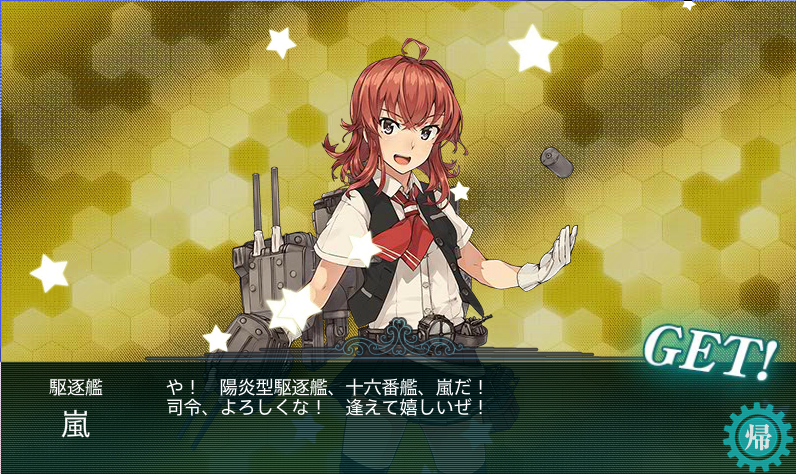 GET!
駆逐艦
嵐
や！　陽炎型駆逐艦、十六番艦、嵐だ！
司令、よろしくな！　逢えて嬉しいぜ！
帰